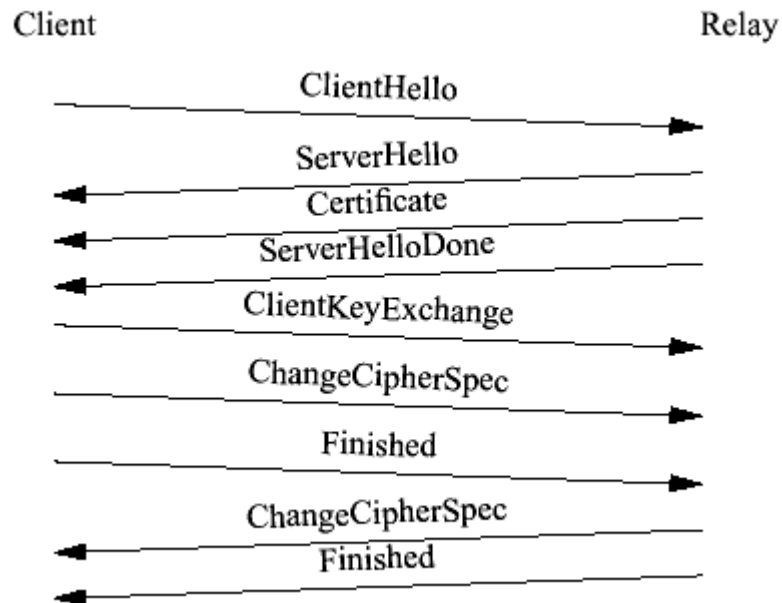 Client Relay
ClientHello
ServerHello
Certificate
ServerHelloDone
ClientKeyExchange
ChangeCipherSpec
Finished
ChangeCipherSpec
Finished